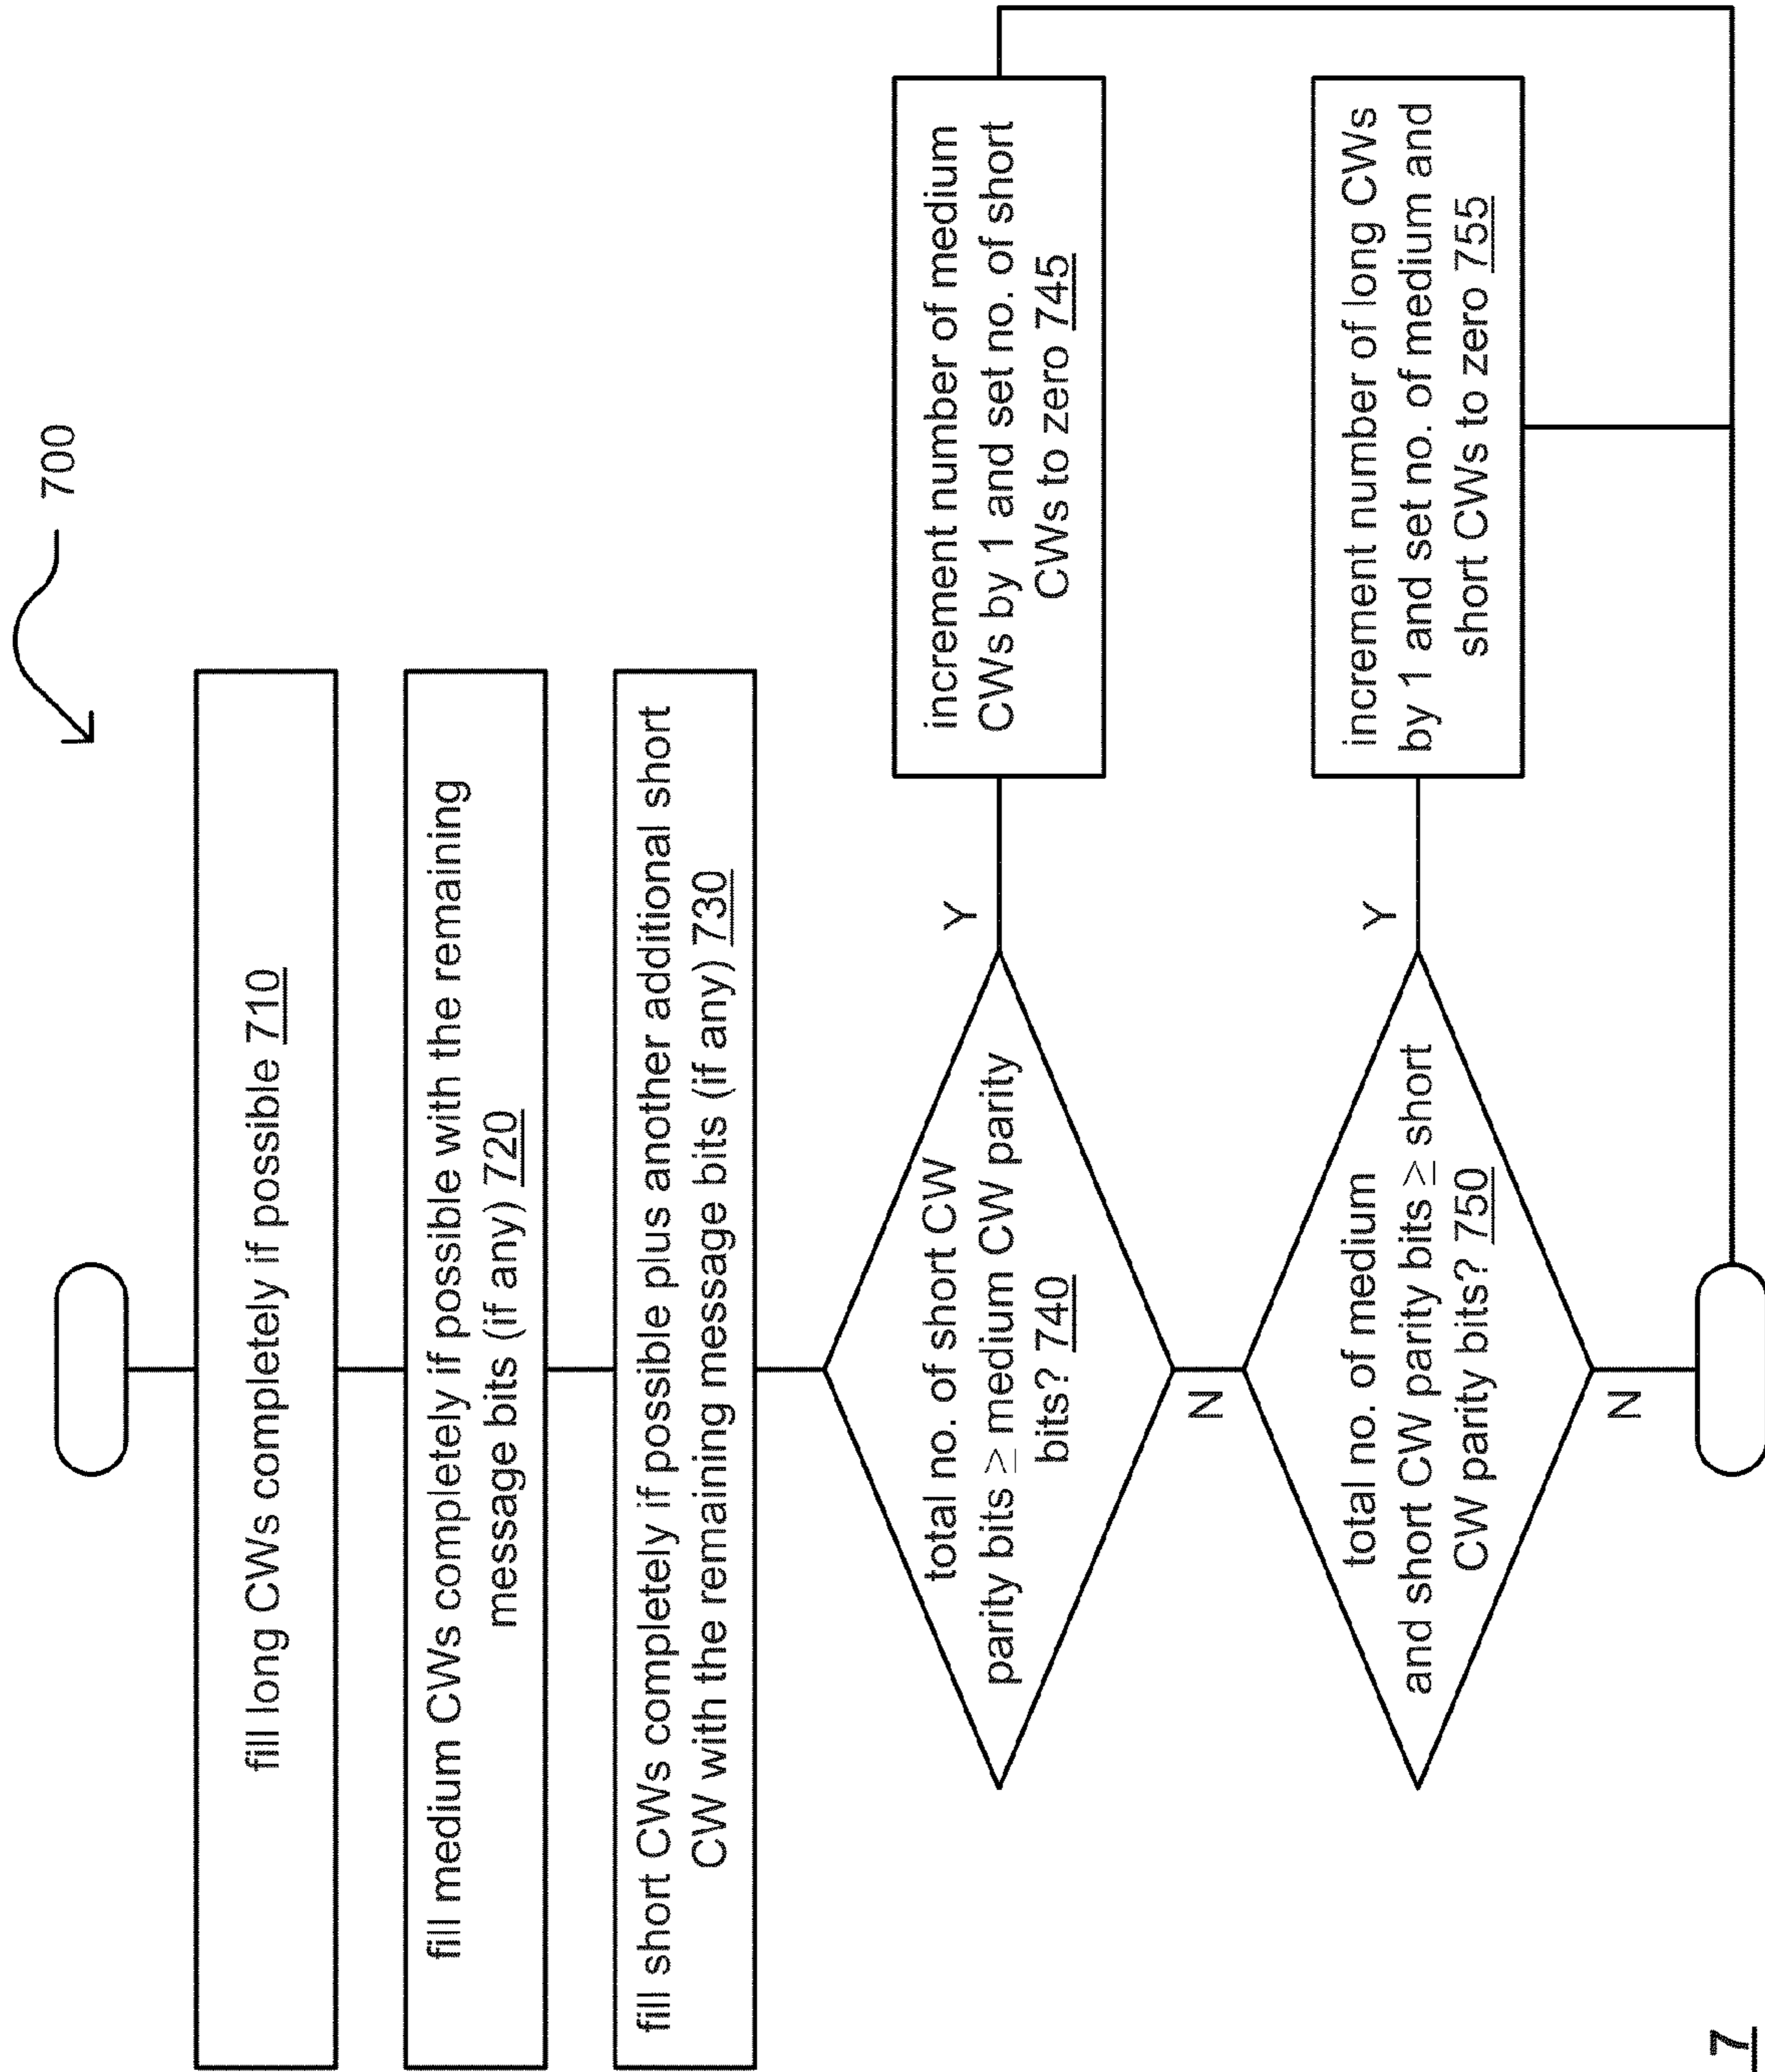 700
fill long CWs completely if possible 710
fill medium CWs completely if possible with the remaining
message bits (if any) 720
fill short CWs completely if possible plus another additional short
CW with the remaining message bits (if any) 730
total no. of short CW
parity bits ≥ medium CW parity
bits? 740
Y
increment number of medium
CWs by 1 and set no. of short
CWs to zero 745
N
total no. of medium
and short CW parity bits ≥ short
CW parity bits? 750
Y
increment number of long CWs
by 1 and set no. of medium and
short CWs to zero 755
N
7